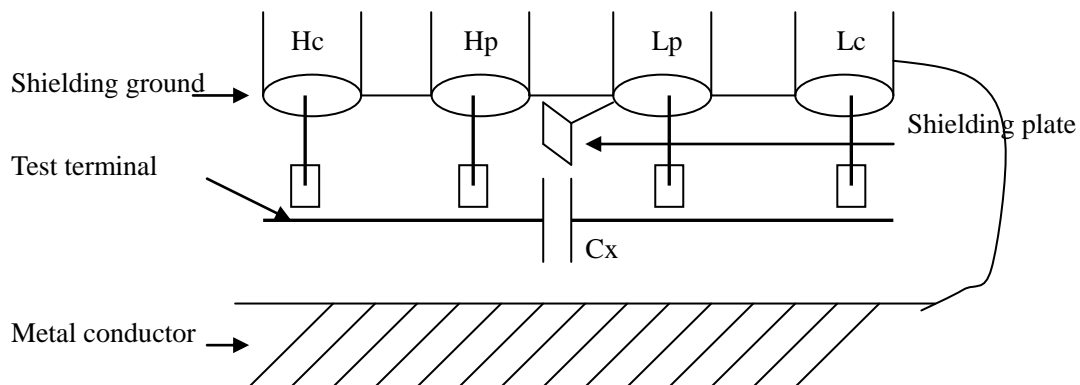 Hc
Hp
Lp
Lc
Shielding ground
Shielding plate
Test terminal
Cx
Metal conductor